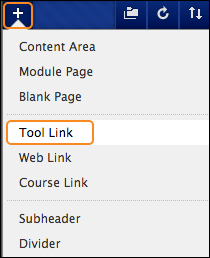 Content Area
Module Page
Blank Page
Tool Link
Web Link
Course Link
Subheader
Divider